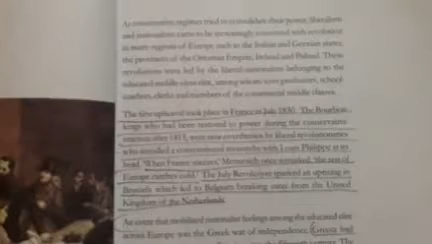 As conservative regimes tried to consolidate their power, liberalism
and nationalism came to be increasingly associated with revolution
in many regions of Europe such as the Italian and German states,
the provinces of the Ottoman Empire, Ireland and Poland. These
revolutions were led by the liberal-nationalists belonging to the
educated middle-class elite, among whom were professors, school-
teachers, clerks and members of the commercial middle classes.
The first upheaval took place in France in July 1830. The Bourbon
kings who had been restored to power during the conservative
reaction after 1815, were now overthrown by liberal revolutionaries
who installed a constitutional monarchy with Louis Philippe at its
head. 'When France sneezes,' Metternich once remarked, 'the rest of
Europe catches cold.' The July Revolution sparked an uprising in
Brussels which led to Belgium breaking away from the United
Kingdom of the Netherlands.
An event that mobilised nationalist feelings among the educated elite
across Europe was the Greek war of independence. Greece had
the fifteenth century. The